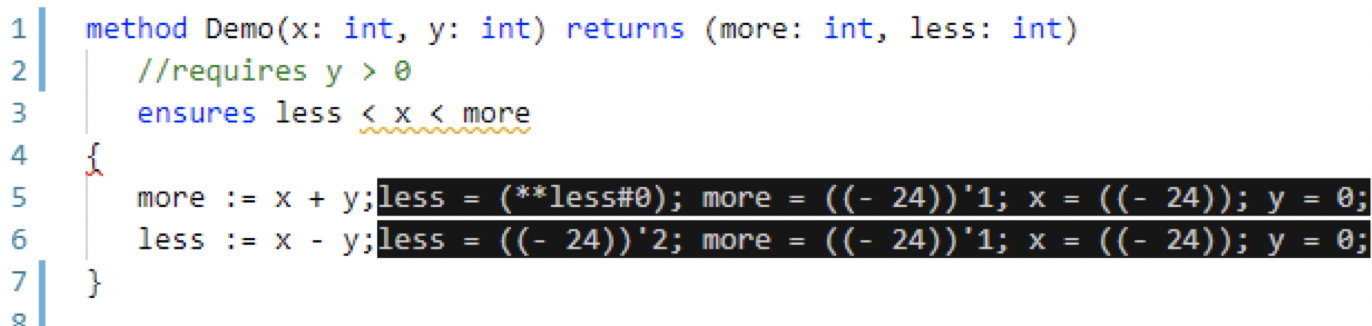 1 method Demo(x: int, y: int) returns (more: int, less: int)
2 //requires y > 0
3 ensures less < x < more
4 {
5 more := x + y;less = (**less#0); more = ((- 24))'1; x = ((- 24)); y = 0;
6 less := x - y;less = ((- 24))'2; more = ((- 24))'1; x = ((- 24)); y = 0;
7 }
8